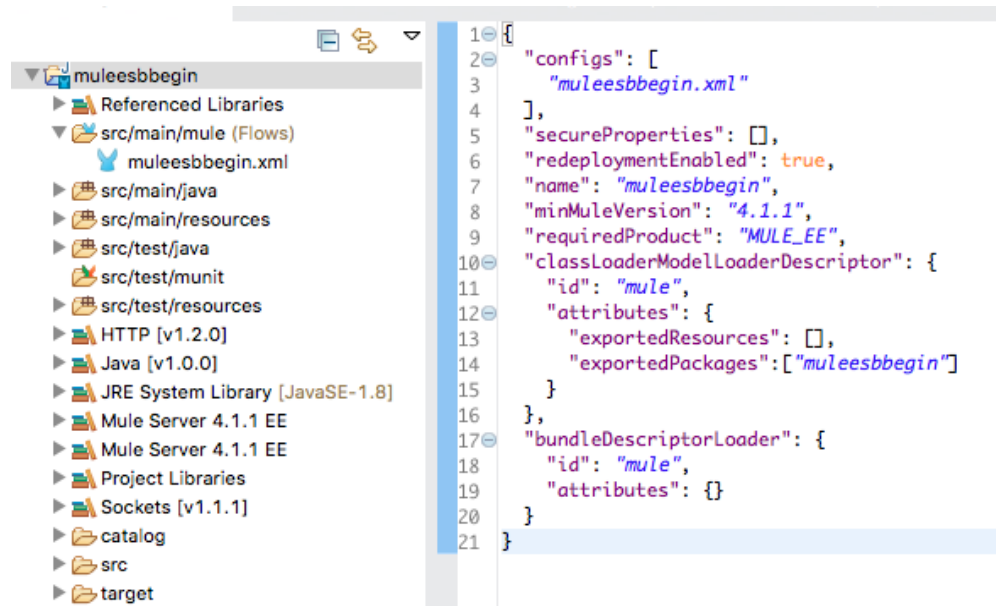 muleesbbegin
Referenced Libraries
src/main/mule (Flows)
muleesbbegin.xml
src/main/java
src/main/resources
src/test/java
src/test/munit
src/test/resources
HTTP [v1.2.0]
Java [v1.0.0]
JRE System Library [JavaSE-1.8]
Mule Server 4.1.1 EE
Mule Server 4.1.1 EE
Project Libraries
Sockets [v1.1.1]
catalog
src
target
1 {
2   "configs": [
3     "muleesbbegin.xml"
4   ],
5   "secureProperties": [],
6   "redeploymentEnabled": true,
7   "name": "muleesbbegin",
8   "minMuleVersion": "4.1.1",
9   "requiredProduct": "MULE_EE",
10   "classLoaderModelLoaderDescriptor": {
11     "id": "mule",
12     "attributes": {
13       "exportedResources": [],
14       "exportedPackages":["muleesbbegin"]
15     }
16   },
17   "bundleDescriptorLoader": {
18     "id": "mule",
19     "attributes": {}
20   }
21 }